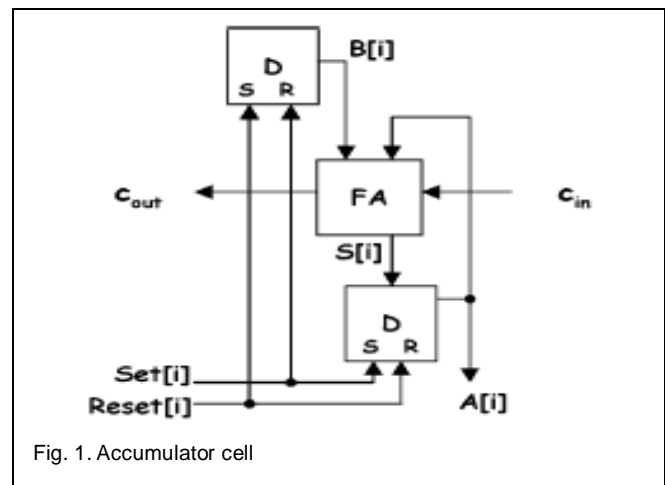 B[i]
D
S R
C_out
FA
C_in
S[i]
D
S R
Set[i]
Reset[i]
A[i]
Fig. 1. Accumulator cell